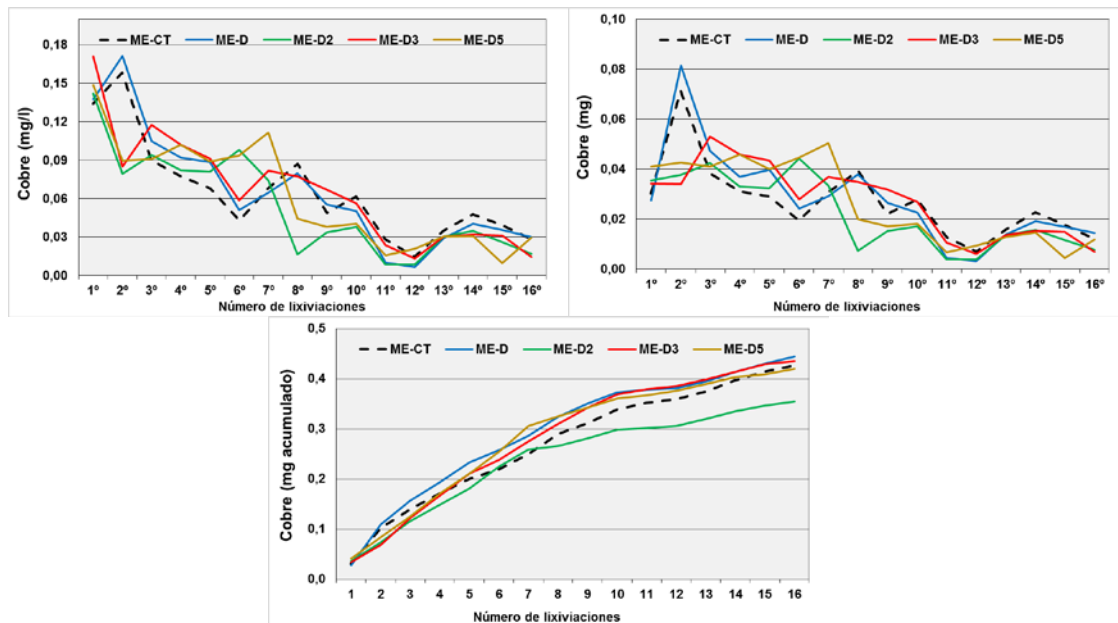 ME-CT ME-D ME-D2 ME-D3 ME-D5
Cobre (mg/l)
0,18
0,15
0,12
0,09
0,06
0,03
0,00
1º 2º 3º 4º 5º 6º 7º 8º 9º 10º 11º 12º 13º 14º 15º 16º
Número de lixiviaciones
ME-CT ME-D ME-D2 ME-D3 ME-D5
Cobre (mg)
0,10
0,08
0,06
0,04
0,02
0,00
1º 2º 3º 4º 5º 6º 7º 8º 9º 10º 11º 12º 13º 14º 15º 16º
Número de lixiviaciones
ME-CT ME-D ME-D2 ME-D3 ME-D5
Cobre (mg acumulado)
0,5
0,4
0,3
0,2
0,1
0,0
1 2 3 4 5 6 7 8 9 10 11 12 13 14 15 16
Número de lixiviaciones